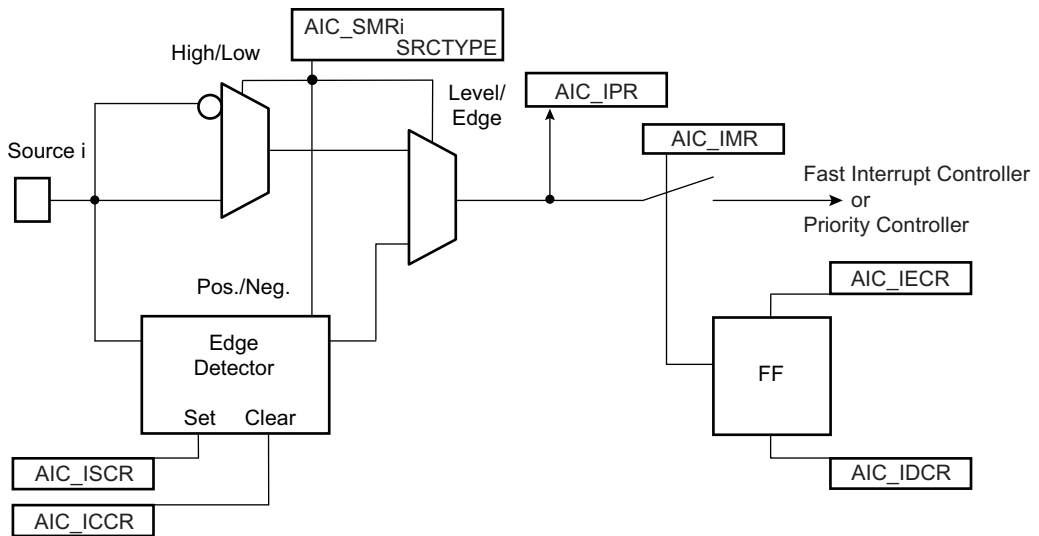 AIC_SMRi
SRCTYPE
High/Low
Level/
Edge
AIC_IPR
AIC_IMR
Source i
Fast Interrupt Controller
or
Priority Controller
Pos./Neg.
AIC_IECR
Edge
Detector
FF
Set Clear
AIC_ISCR
AIC_IDCR
AIC_ICCR